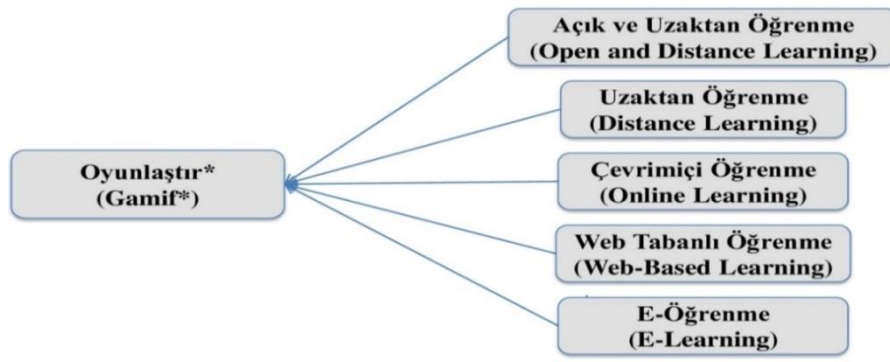 Açık ve Uzaktan Öğrenme
(Open and Distance Learning)
Uzaktan Öğrenme
(Distance Learning)
Oyunlaştır*
(Gamif*)
Çevrimiçi Öğrenme
(Online Learning)
Web Tabanlı Öğrenme
(Web-Based Learning)
E-Öğrenme
(E-Learning)